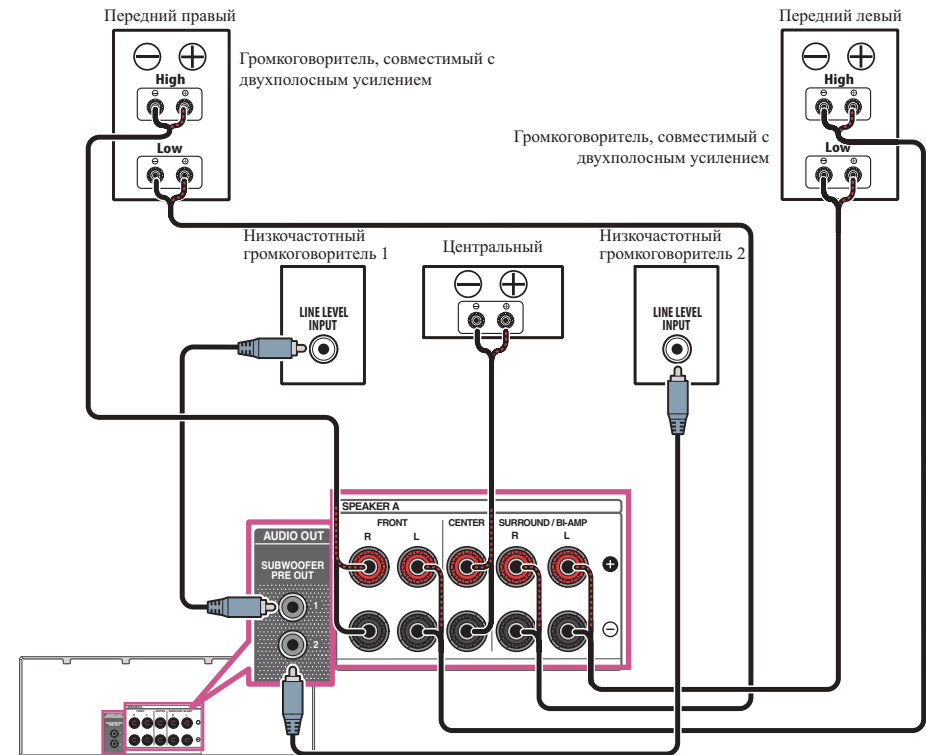 Передний правый
Передний левый
Громкоговоритель, совместимый с
двухполосным усилением
High
Low
High
Low
Громкоговоритель, совместимый с
двухполосным усилением
Низкочастотный
громкоговоритель 1
Центральный
Низкочастотный
громкоговоритель 2
LINE LEVEL
INPUT
LINE LEVEL
INPUT
SPEAKER A
FRONT
CENTER
SURROUND / BI-AMP
R
L
R
L
AUDIO OUT
SUBWOOFER
PRE OUT
1
2